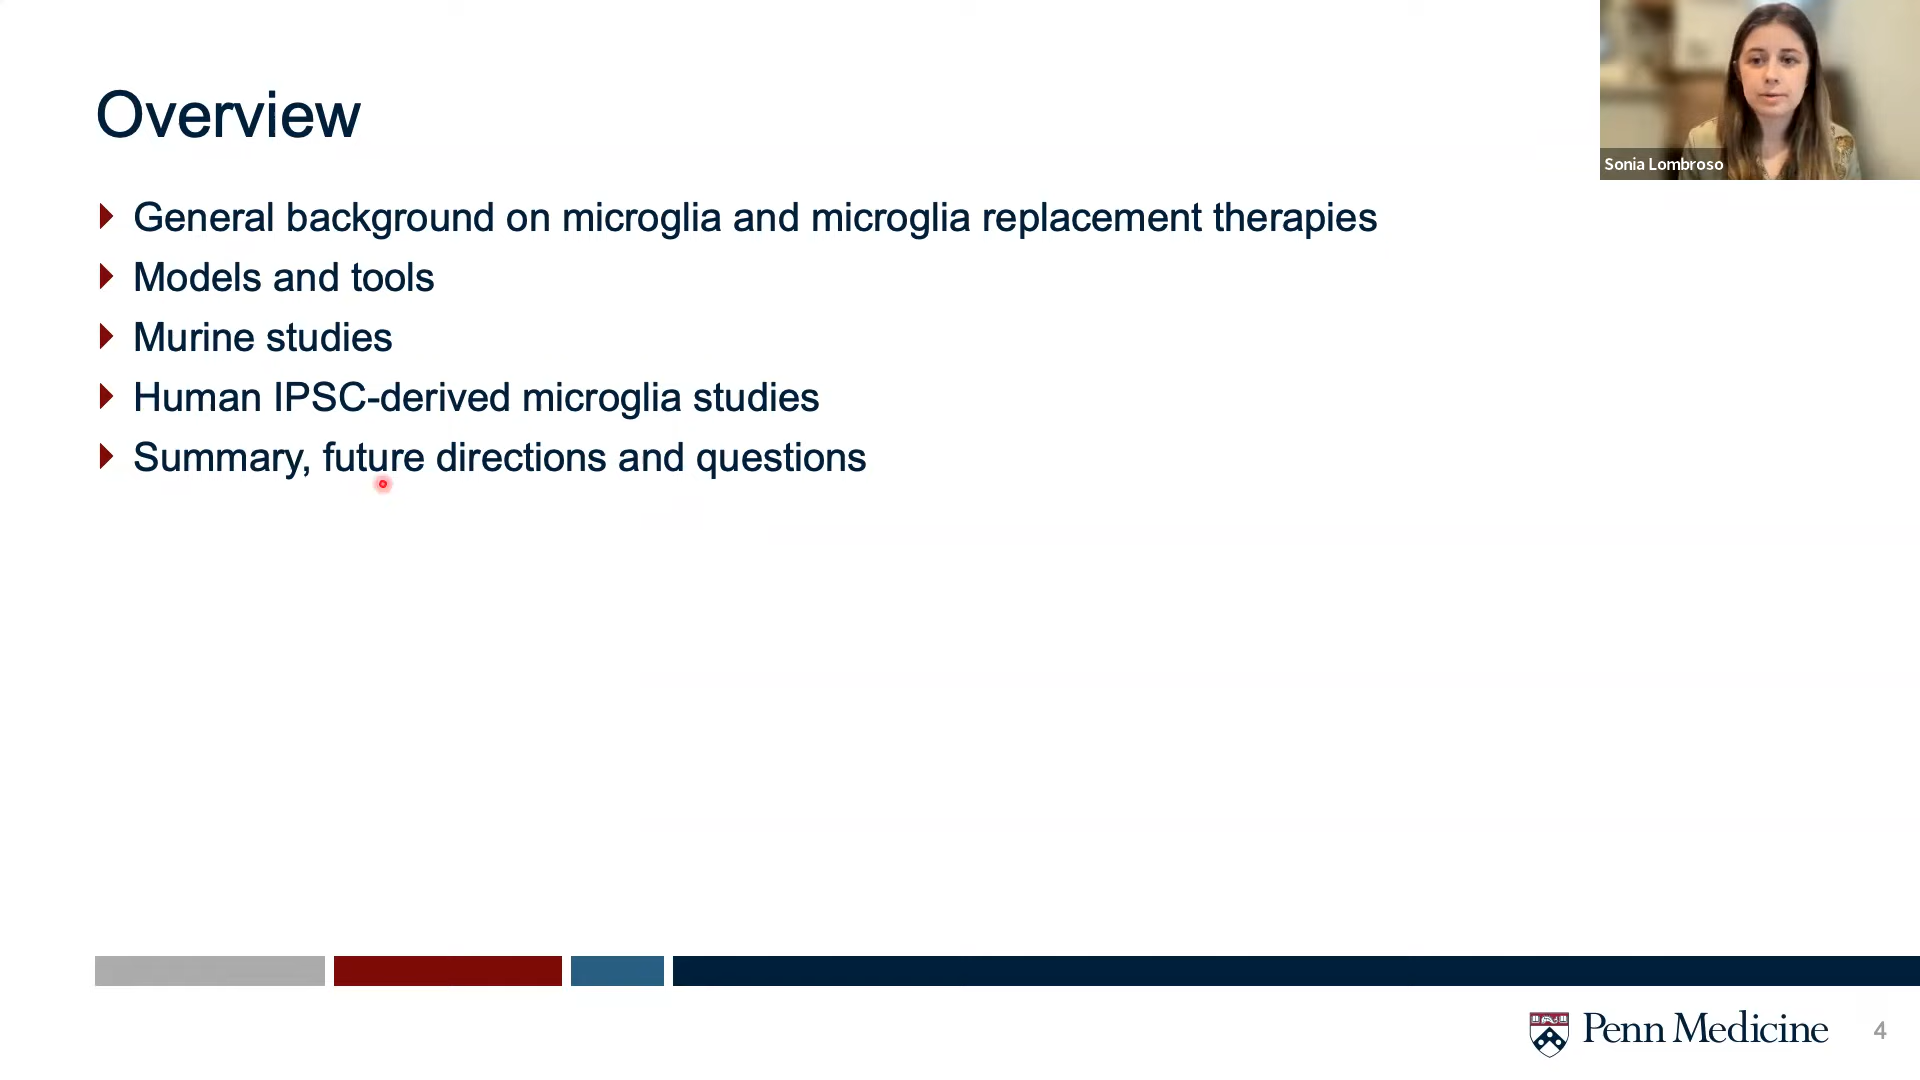 Overview
Sonia Lombroso
General background on microglia and microglia replacement therapies
Models and tools
Murine studies
Human IPSC-derived microglia studies
Summary, future directions and questions
Penn Medicine
4